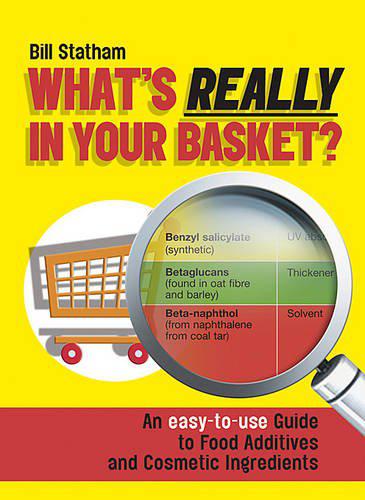 Bill Statham
WHAT'S REALLY
IN YOUR BASKET?
Benzyl salicylate
(synthetic)
UV
Betaglucans
(found in oat fibre
and barley)
Thickener
Beta-naphthol
(from naphthalene
from coal tar)
Solvent
An easy-to-use Guide
to Food Additives
and Cosmetic Ingredients